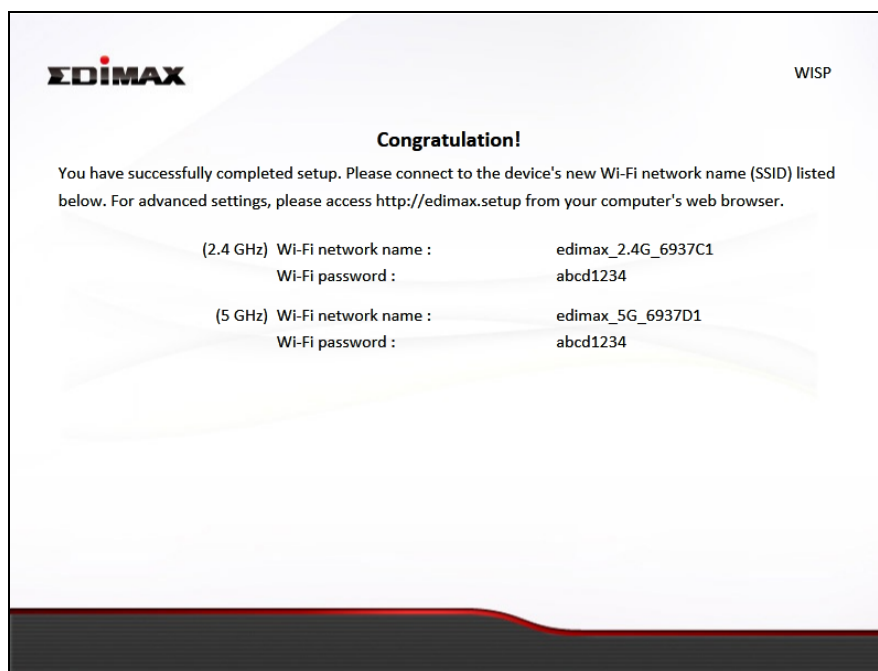 EDiMAX
WISP
Congratulation!
You have successfully completed setup. Please connect to the device's new Wi-Fi network name (SSID) listed
below. For advanced settings, please access http://edimax.setup from your computer's web browser.
(2.4 GHz) Wi-Fi network name : edimax_2.4G_6937C1
Wi-Fi password : abcd1234
(5 GHz) Wi-Fi network name : edimax_5G_6937D1
Wi-Fi password : abcd1234